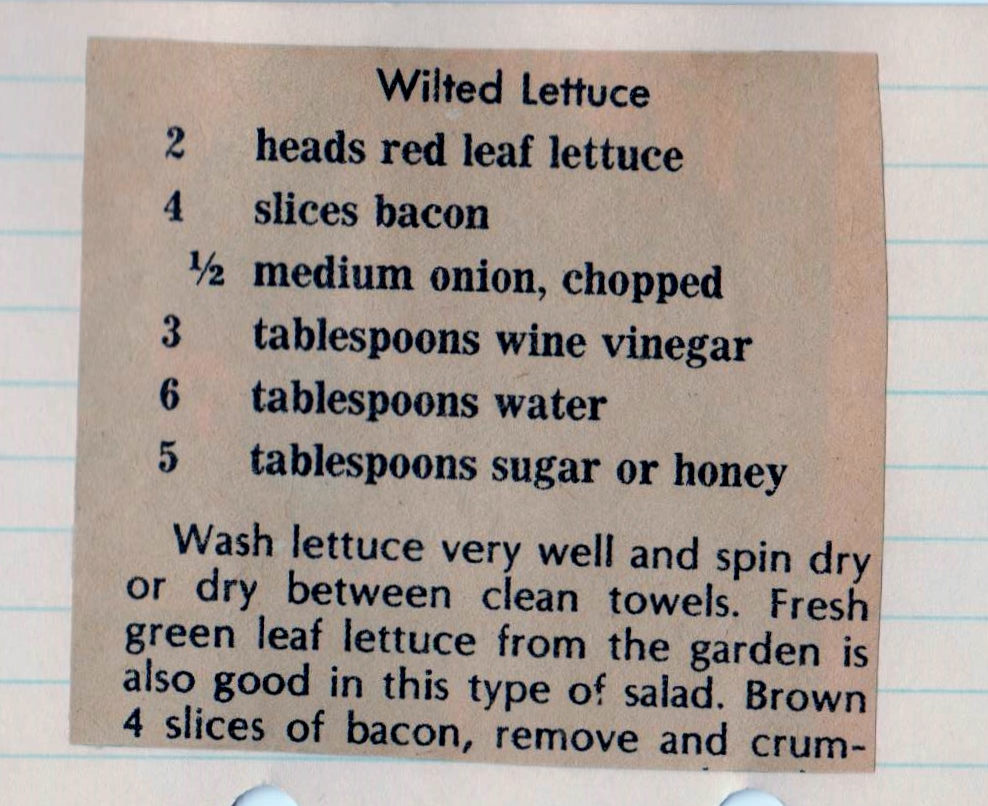 Wilted Lettuce
2 heads red leaf lettuce
4 slices bacon
½ medium onion, chopped
3 tablespoons wine vinegar
6 tablespoons water
5 tablespoons sugar or honey
Wash lettuce very well and spin dry
or dry between clean towels. Fresh
green leaf lettuce from the garden is
also good in this type of salad. Brown
4 slices of bacon, remove and crum-